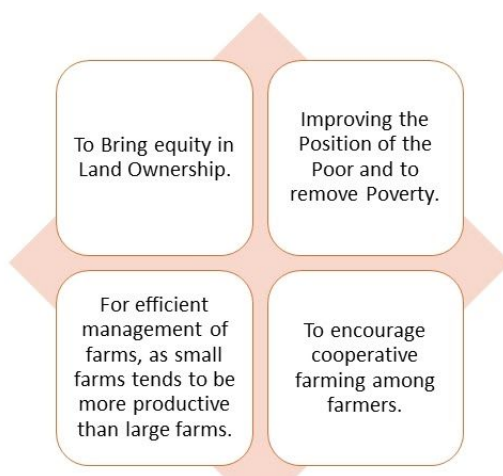 To Bring equity in
Land Ownership.
Improving the
Position of the
Poor and to
remove Poverty.
For efficient
management of
farms, as small
farms tends to be
more productive
than large farms.
To encourage
cooperative
farming among
farmers.